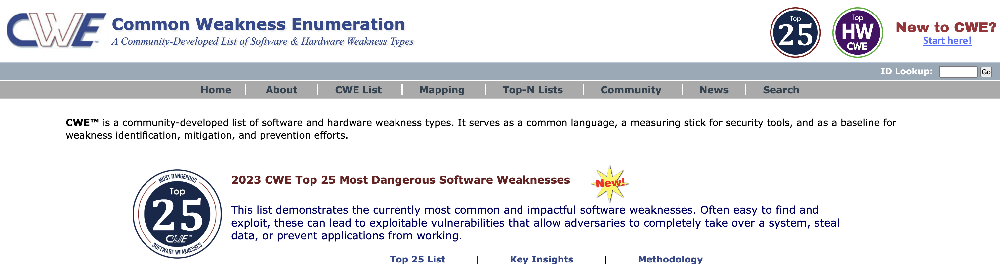 CWE™
Common Weakness Enumeration
A Community-Developed List of Software & Hardware Weakness Types
Top
25
Top
HW
CWE
New to CWE?
Start here!
ID Lookup:
Go
Home
About
CWE List
Mapping
Top-N Lists
Community
News
Search
CWE™ is a community-developed list of software and hardware weakness types. It serves as a common language, a measuring stick for security tools, and as a baseline for
weakness identification, mitigation, and prevention efforts.
MOST DANGEROUS
Top
25
CWE™
SOFTWARE WEAKNESSES
2023 CWE Top 25 Most Dangerous Software Weaknesses
New!
This list demonstrates the currently most common and impactful software weaknesses. Often easy to find and
exploit, these can lead to exploitable vulnerabilities that allow adversaries to completely take over a system, steal
data, or prevent applications from working.
Top 25 List | Key Insights | Methodology